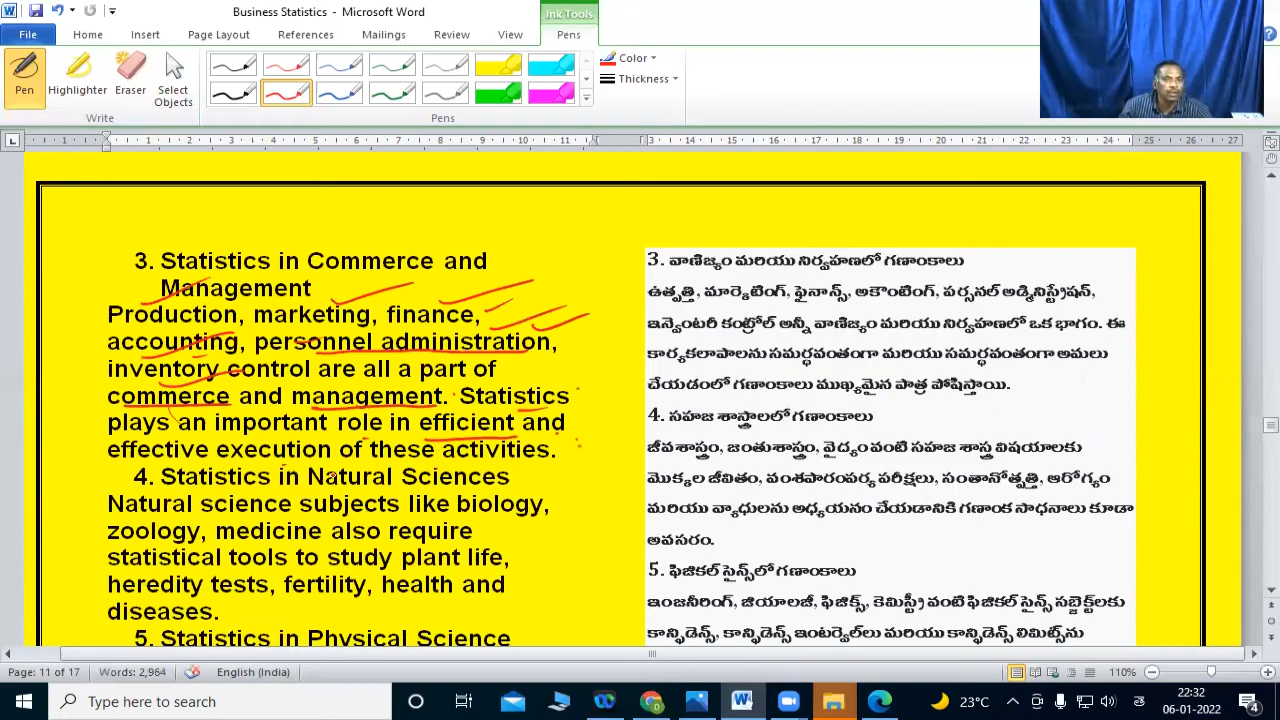 Business Statistics - Microsoft Word
Ink Tools
File Home Insert Page Layout References Mailings Review View Pens
Pen Highlighter Eraser Select Objects
Color
Thickness
Write Pens
3. Statistics in Commerce and
Management
Production, marketing, finance,
accounting, personnel administration,
inventory control are all a part of
commerce and management. Statistics
plays an important role in efficient and
effective execution of these activities.
4. Statistics in Natural Sciences
Natural science subjects like biology,
zoology, medicine also require
statistical tools to study plant life,
heredity tests, fertility, health and
diseases.
5. Statistics in Physical Science
3. వాణిజ్యం మరియు నిర్వహణలో గణాంకాలు
ఉత్పత్తి, మార్కెటింగ్, ఫైనాన్స్, అకౌంటింగ్, పర్సనల్ అడ్మినిస్ట్రేషన్,
ఇన్వెంటరీ కంట్రోల్ అన్నీ వాణిజ్యం మరియు నిర్వహణలో ఒక భాగం. ఈ
కార్యకలాపాలను సమర్ధవంతంగా మరియు సమర్ధవంతంగా అమలు
చేయడంలో గణాంకాలు ముఖ్యమైన పాత్ర పోషిస్తాయి.
4. సహజ శాస్త్రాలలో గణాంకాలు
జీవశాస్త్రం, జంతుశాస్త్రం, వైద్యం వంటి సహజ శాస్త్ర విషయాలకు
మొక్కల జీవితం, వంశపారంపర్య పరీక్షలు, సంతానోత్పత్తి, ఆరోగ్యం
మరియు వ్యాధులను అధ్యయనం చేయడానికి గణాంక సాధనాలు కూడా
అవసరం.
5. ఫిజికల్ సైన్స్‌లో గణాంకాలు
ఇంజనీరింగ్, జియాలజీ, ఫిజిక్స్, కెమిస్ట్రీ వంటి ఫిజికల్ సైన్స్ సబ్జెక్ట్‌లకు
కాన్ఫిడెన్స్, కాన్ఫిడెన్స్ ఇంటర్వెల్‌లు మరియు కాన్ఫిడెన్స్ లిమిట్స్‌ను
Page: 11 of 17 Words: 2,964 English (India) 110%
Type here to search
23°C
22:32
06-01-2022